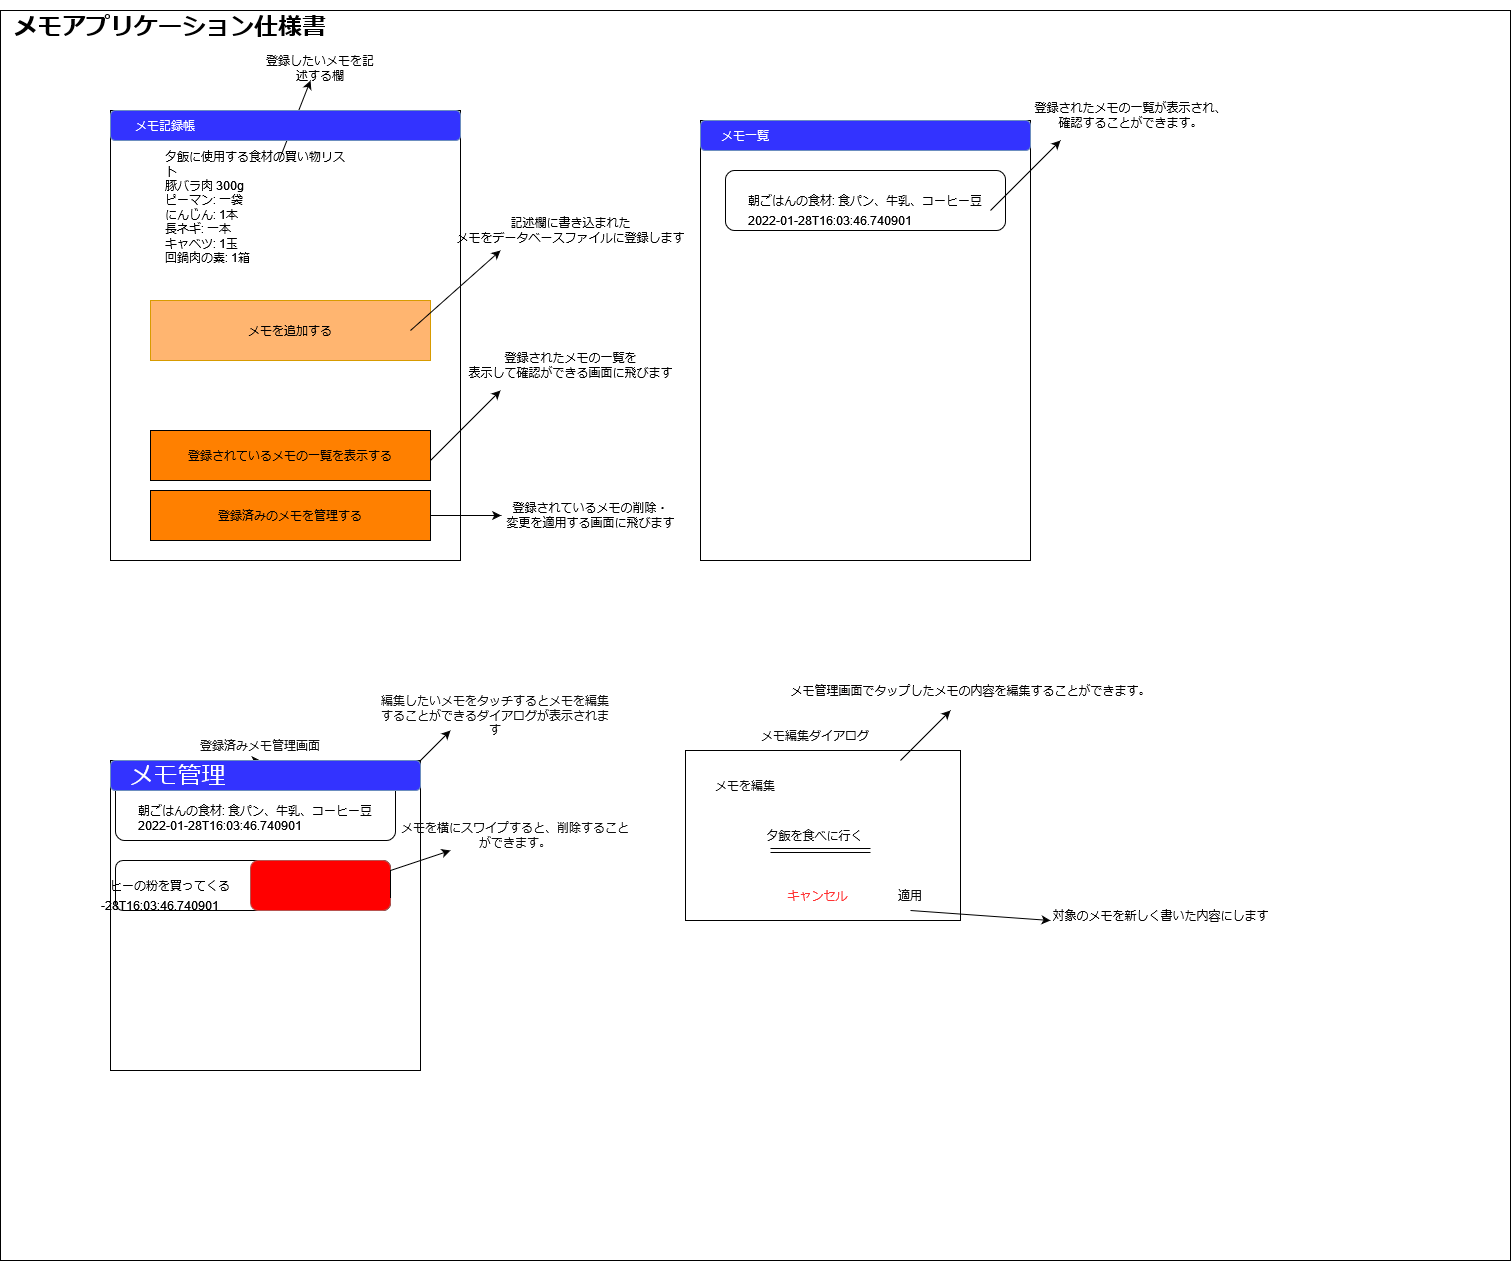 メモアプリケーション仕様書
登録したいメモを記
述する欄
メモ記録帳
夕飯に使用する食材の買い物リス
ト
豚バラ肉 300g
ピーマン: 一袋
にんじん: 1本
長ネギ: 一本
キャベツ: 1玉
回鍋肉の素: 1箱
メモを追加する
登録されているメモの一覧を表示する
登録済みのメモを管理する
記述欄に書き込まれた
メモをデータベースファイルに登録します
登録されたメモの一覧を
表示して確認ができる画面に飛びます
登録されているメモの削除・
変更を適用する画面に飛びます
メモ一覧
朝ごはんの食材: 食パン、牛乳、コーヒー豆
2022-01-28T16:03:46.740901
登録されたメモの一覧が表示され、
確認することができます。
編集したいメモをタッチするとメモを編集
することができるダイアログが表示されま
す
登録済みメモ管理画面
メモ管理
朝ごはんの食材: 食パン、牛乳、コーヒー豆
2022-01-28T16:03:46.740901
メモを横にスワイプすると、削除すること
ができます。
ヒーの粉を買ってくる
-28T16:03:46.740901
メモ管理画面でタップしたメモの内容を編集することができます。
メモ編集ダイアログ
メモを編集
夕飯を食べに行く
キャンセル
適用
対象のメモを新しく書いた内容にします